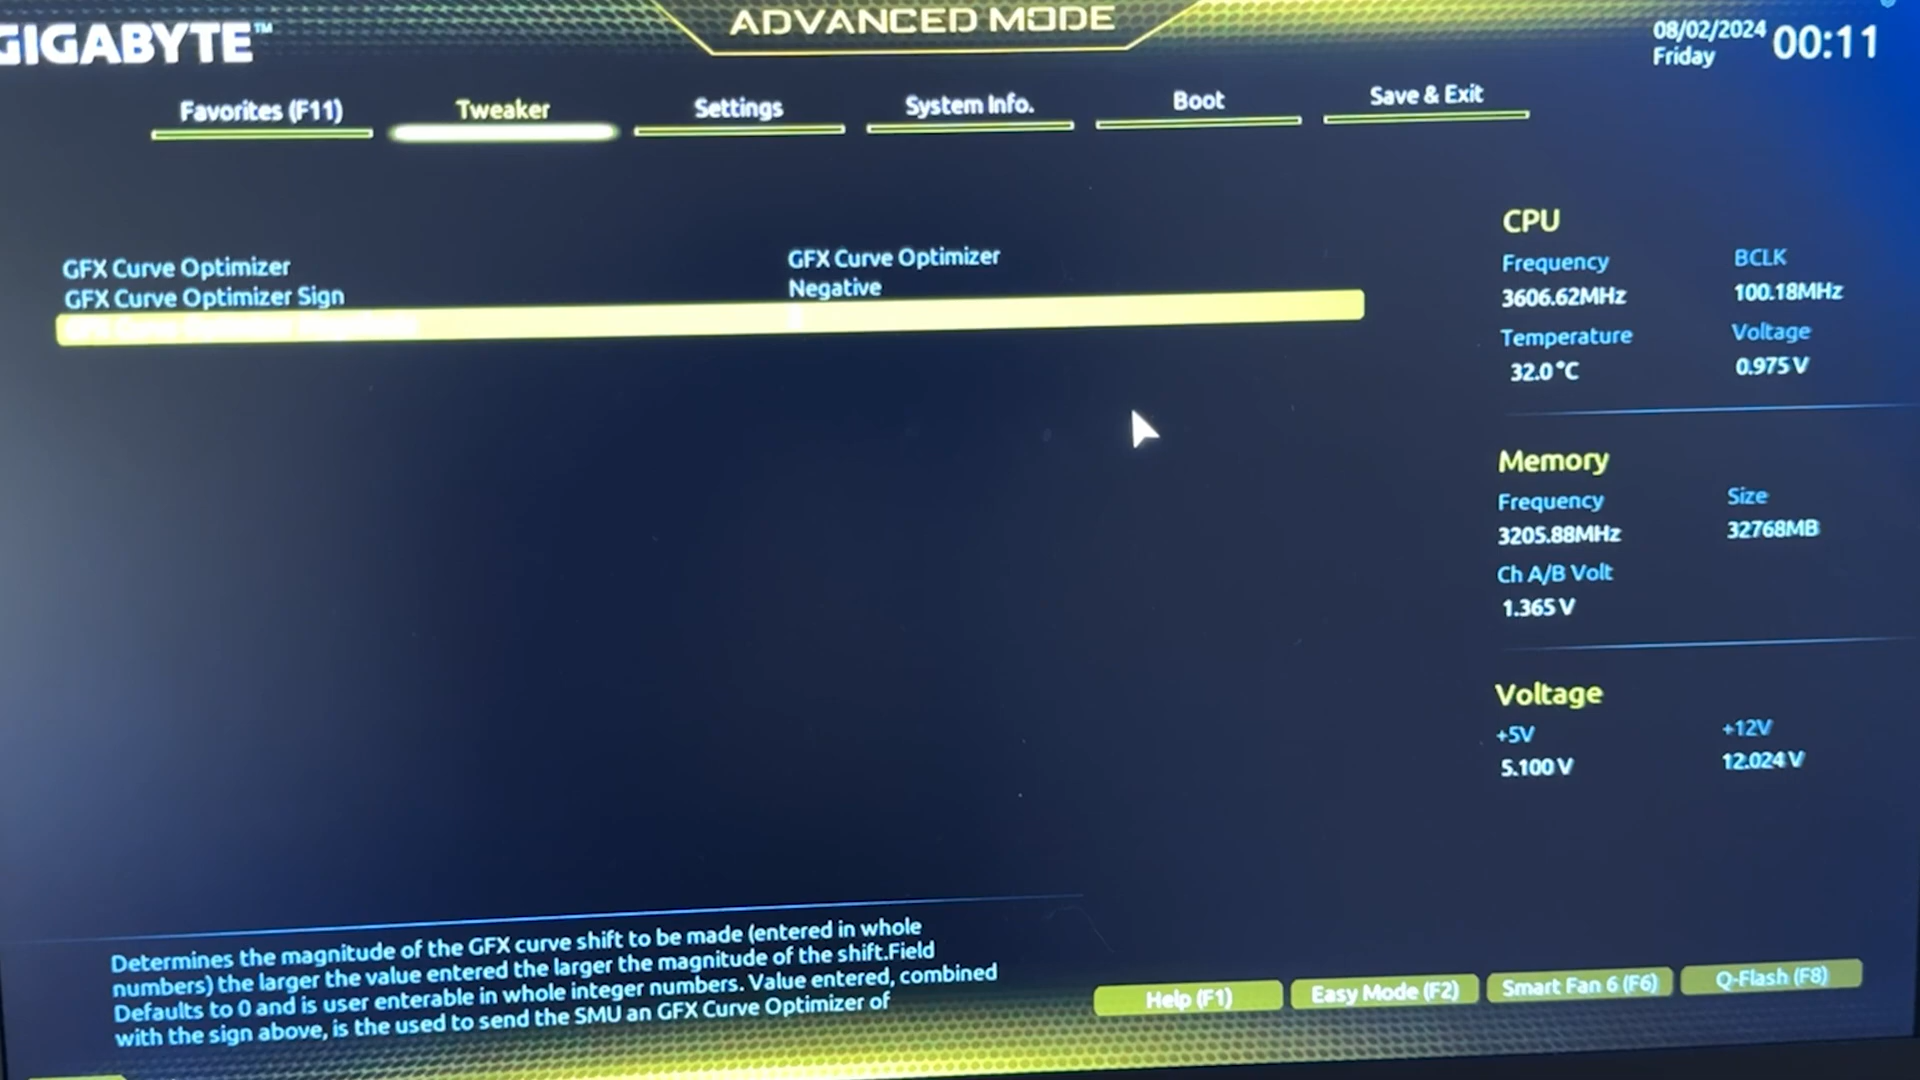 GIGABYTE™
ADVANCED MODE
08/02/2024
Friday
00:11
Favorites (F11)
Tweaker
Settings
System Info.
Boot
Save & Exit
GFX Curve Optimizer
GFX Curve Optimizer
GFX Curve Optimizer Sign
Negative
CPU
Frequency
BCLK
3606.62MHz
100.18MHz
Temperature
Voltage
32.0 °C
0.975 V
Memory
Frequency
Size
3205.88MHz
32768MB
Ch A/B Volt
1.365 V
Voltage
+5V
+12V
5.100 V
12.024 V
Determines the magnitude of the GFX curve shift to be made (entered in whole
numbers) the larger the value entered the larger the magnitude of the shift.Field
Defaults to 0 and is user enterable in whole integer numbers. Value entered, combined
with the sign above, is the used to send the SMU an GFX Curve Optimizer of
Help (F1)
Easy Mode (F2)
Smart Fan 6 (F6)
Q-Flash (F8)